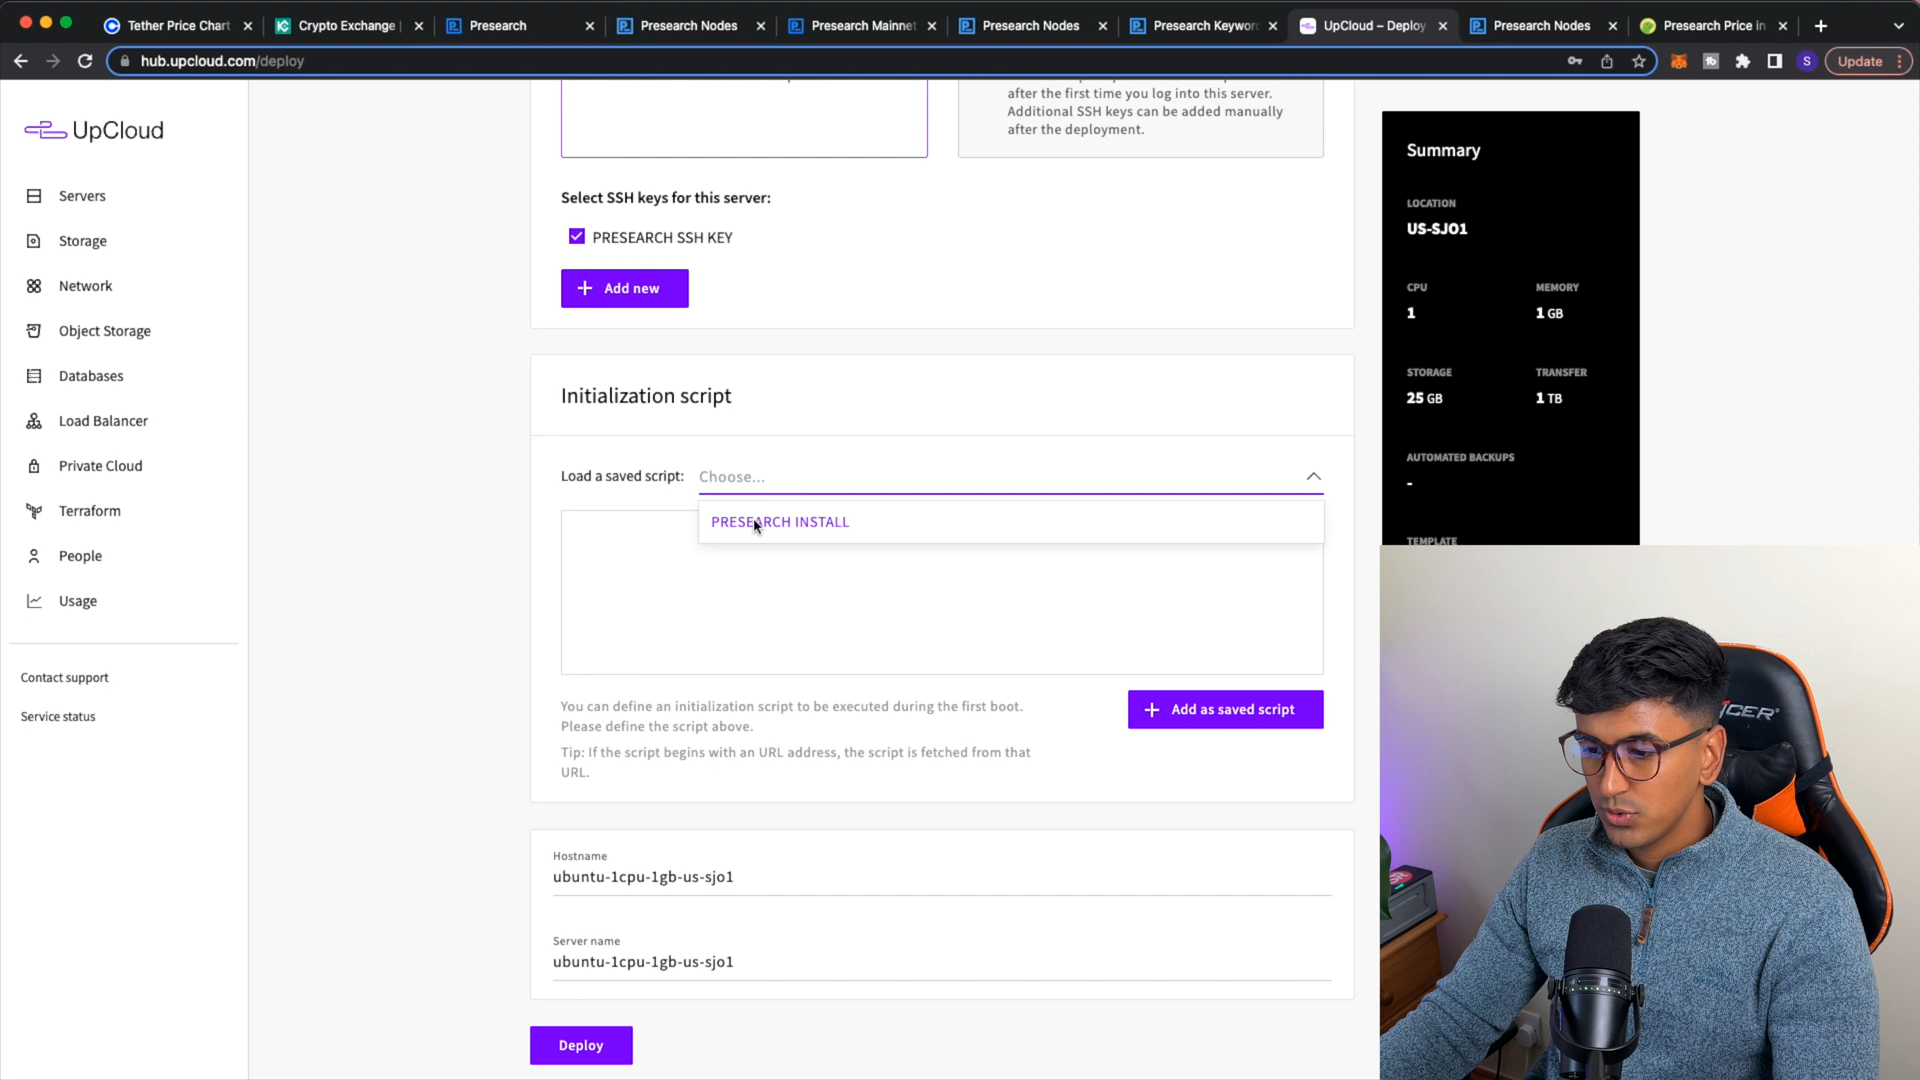 Tether Price Chart
Crypto Exchange |
Presearch
Presearch Nodes
Presearch Mainnet
Presearch Nodes
Presearch Keyword
UpCloud – Deploy
Presearch Nodes
Presearch Price in
hub.upcloud.com/deploy
S
Update
UpCloud
Servers
Storage
Network
Object Storage
Databases
Load Balancer
Private Cloud
Terraform
People
Usage
Contact support
Service status
after the first time you log into this server.
Additional SSH keys can be added manually
after the deployment.
Select SSH keys for this server:
PRESEARCH SSH KEY
+ Add new
Initialization script
Load a saved script: Choose...
PRESEARCH INSTALL
You can define an initialization script to be executed during the first boot.
Please define the script above.
Tip: If the script begins with an URL address, the script is fetched from that
URL.
+ Add as saved script
Hostname
ubuntu-1cpu-1gb-us-sjo1
Server name
ubuntu-1cpu-1gb-us-sjo1
Deploy
Summary
LOCATION
US-SJO1
CPU
MEMORY
1
1 GB
STORAGE
TRANSFER
25 GB
1 TB
AUTOMATED BACKUPS
-
TEMPLATE